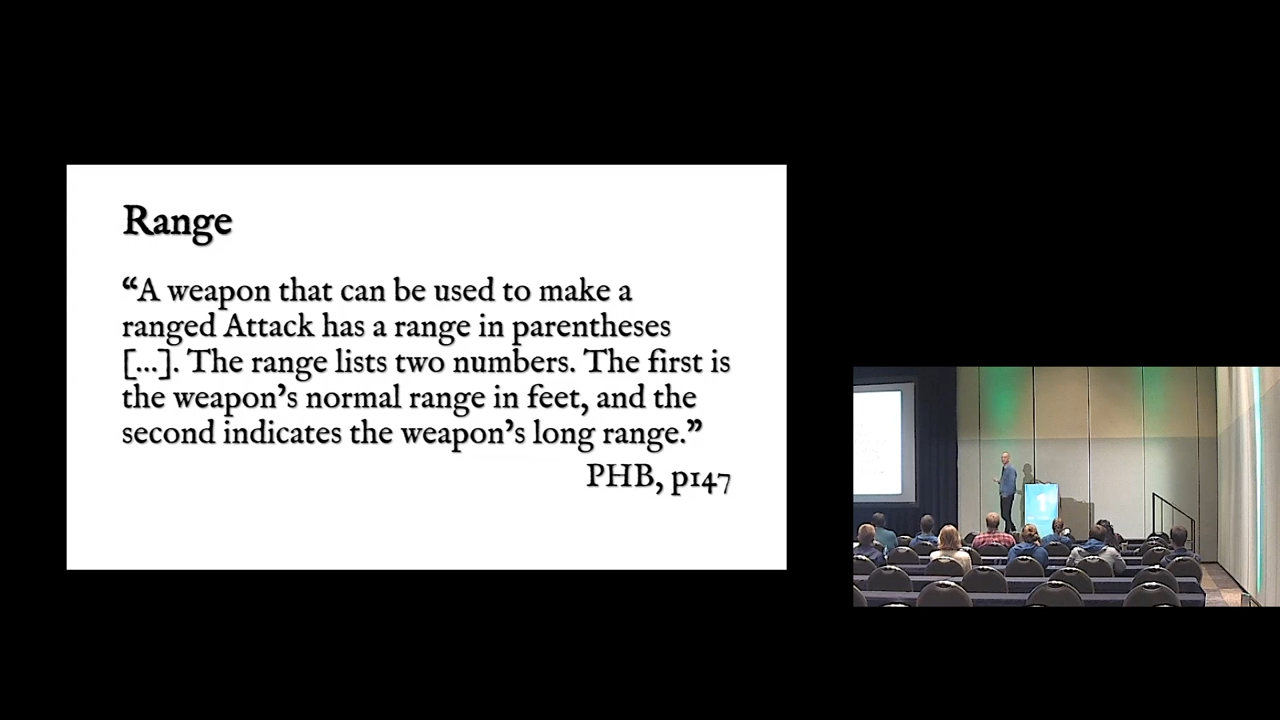 Range
“A weapon that can be used to make a
ranged Attack has a range in parentheses
[...]. The range lists two numbers. The first is
the weapon’s normal range in feet, and the
second indicates the weapon’s long range.”
PHB, p147